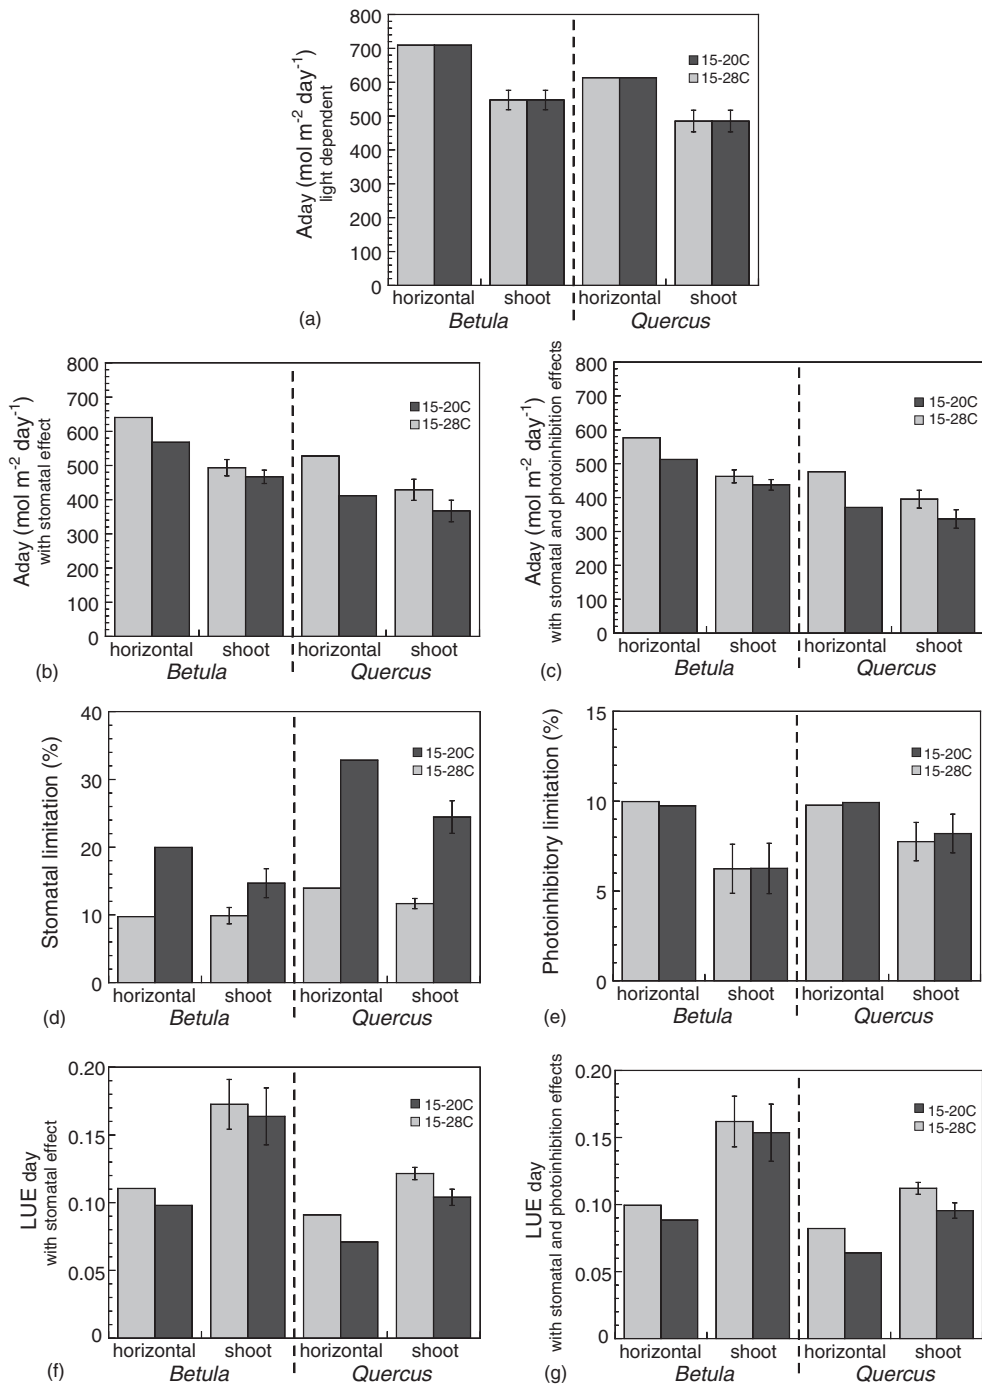 800
700
600
500
400
300
200
100
0
Aday (mol m⁻² day⁻¹)
light dependent
15-20C
15-28C
horizontal shoot horizontal shoot
Betula Quercus
(a)
800
700
600
500
400
300
200
100
0
Aday (mol m⁻² day⁻¹)
with stomatal effect
15-20C
15-28C
horizontal shoot horizontal shoot
Betula Quercus
(b)
800
700
600
500
400
300
200
100
0
Aday (mol m⁻² day⁻¹)
with stomatal and photoinhibition effects
15-20C
15-28C
horizontal shoot horizontal shoot
Betula Quercus
(c)
40
30
20
10
0
Stomatal limitation (%)
15-20C
15-28C
horizontal shoot horizontal shoot
Betula Quercus
(d)
15
10
5
0
Photoinhibitory limitation (%)
15-20C
15-28C
horizontal shoot horizontal shoot
Betula Quercus
(e)
0.20
0.15
0.10
0.05
0
LUE day
with stomatal effect
15-20C
15-28C
horizontal shoot horizontal shoot
Betula Quercus
(f)
0.20
0.15
0.10
0.05
0
LUE day
with stomatal and photoinhibition effects
15-20C
15-28C
horizontal shoot horizontal shoot
Betula Quercus
(g)